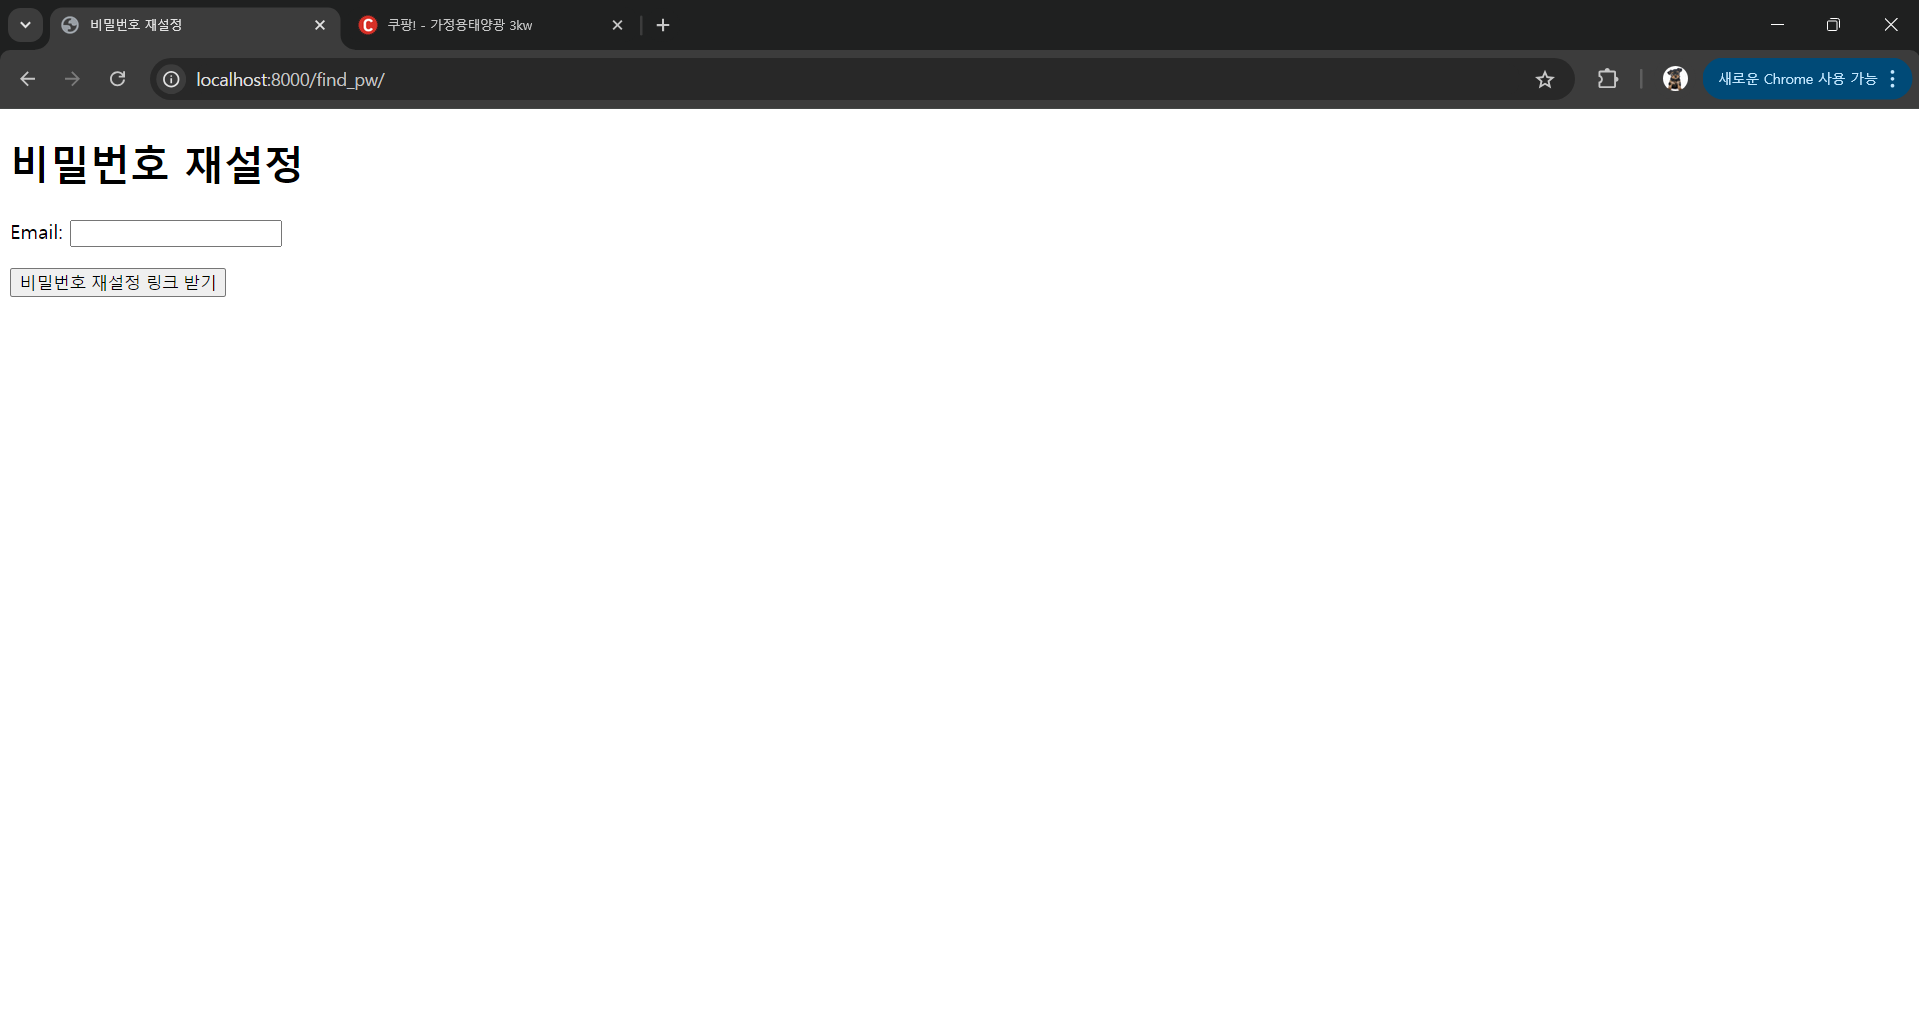 비밀번호 재설정
쿠팡! - 가정용태양광 3kw
localhost:8000/find_pw/
새로운 Chrome 사용 가능
비밀번호 재설정
Email:
비밀번호 재설정 링크 받기